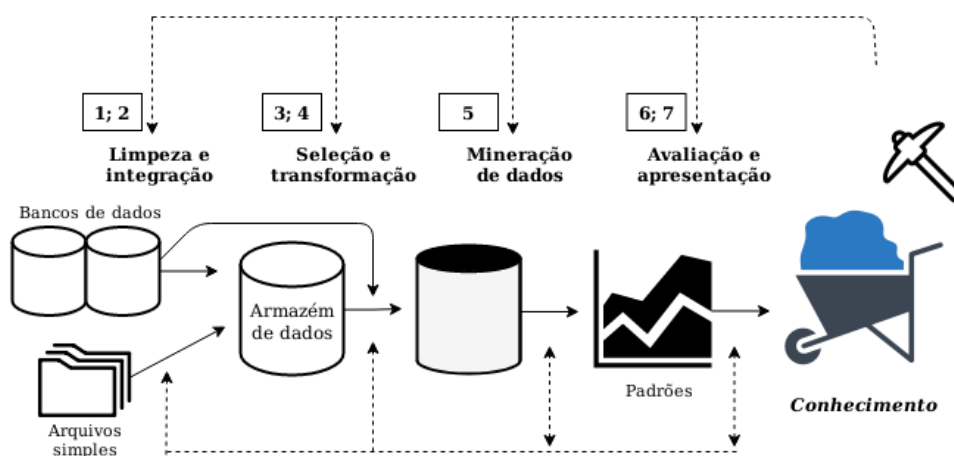 1; 2
3; 4
5
6; 7
Limpeza e
integração
Seleção e
transformação
Mineração
de dados
Avaliação e
apresentação
Bancos de dados
Armazém
de dados
Arquivos
simples
Padrões
Conhecimento